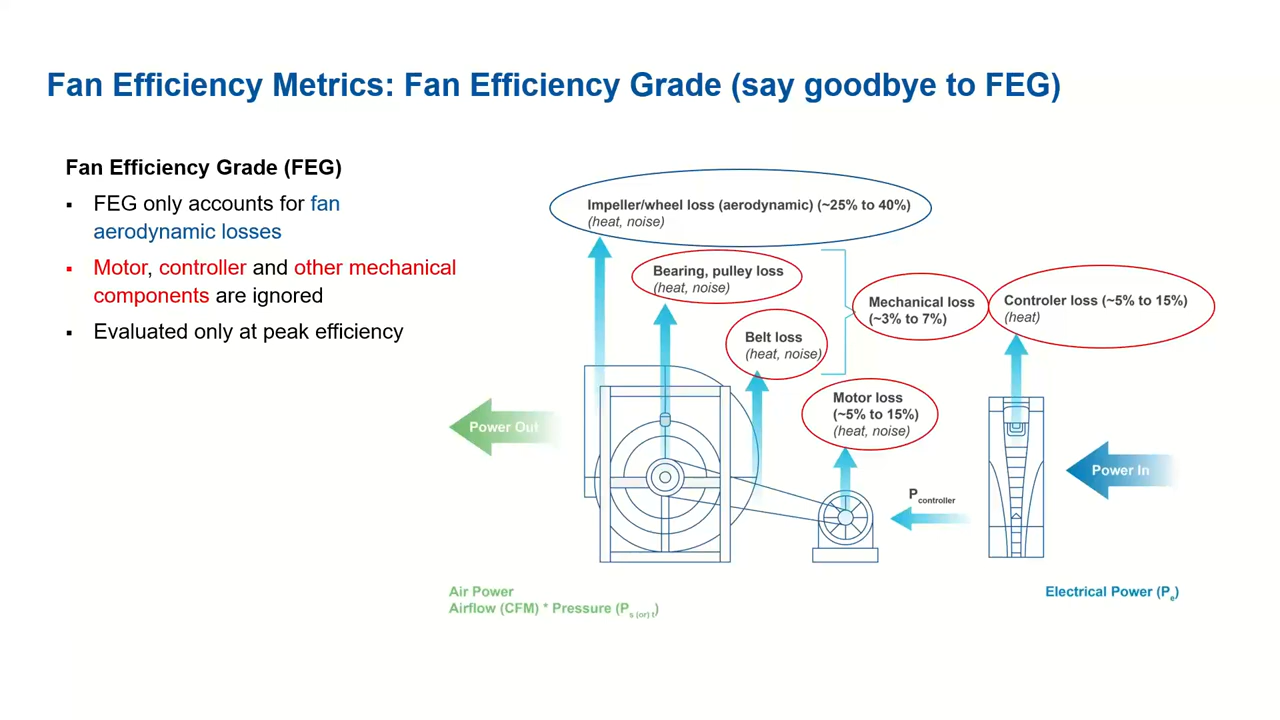 Fan Efficiency Metrics: Fan Efficiency Grade (say goodbye to FEG)
Fan Efficiency Grade (FEG)
▪ FEG only accounts for fan
aerodynamic losses
▪ Motor, controller and other mechanical
components are ignored
▪ Evaluated only at peak efficiency
Impeller/wheel loss (aerodynamic) (~25% to 40%)
(heat, noise)
Bearing, pulley loss
(heat, noise)
Belt loss
(heat, noise)
Mechanical loss
(~3% to 7%)
Controler loss (~5% to 15%)
(heat)
Motor loss
(~5% to 15%)
(heat, noise)
Power Out
Pcontroller
Power In
Air Power
Airflow (CFM) * Pressure (Ps (or) t)
Electrical Power (Pe)